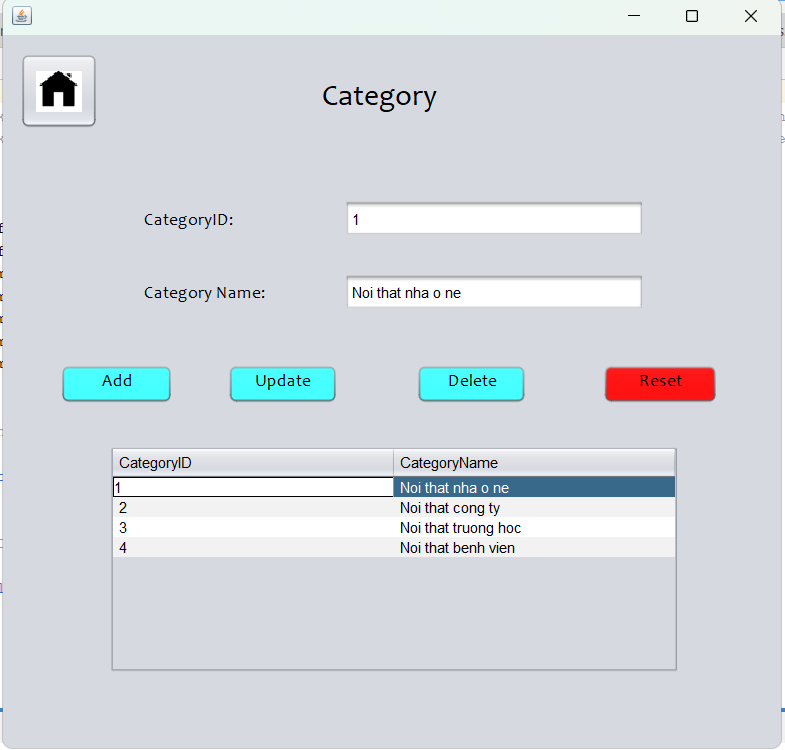 Category
CategoryID: 1
Category Name: Noi that nha o ne
Add Update Delete Reset
CategoryID CategoryName
1 Noi that nha o ne
2 Noi that cong ty
3 Noi that truong hoc
4 Noi that benh vien